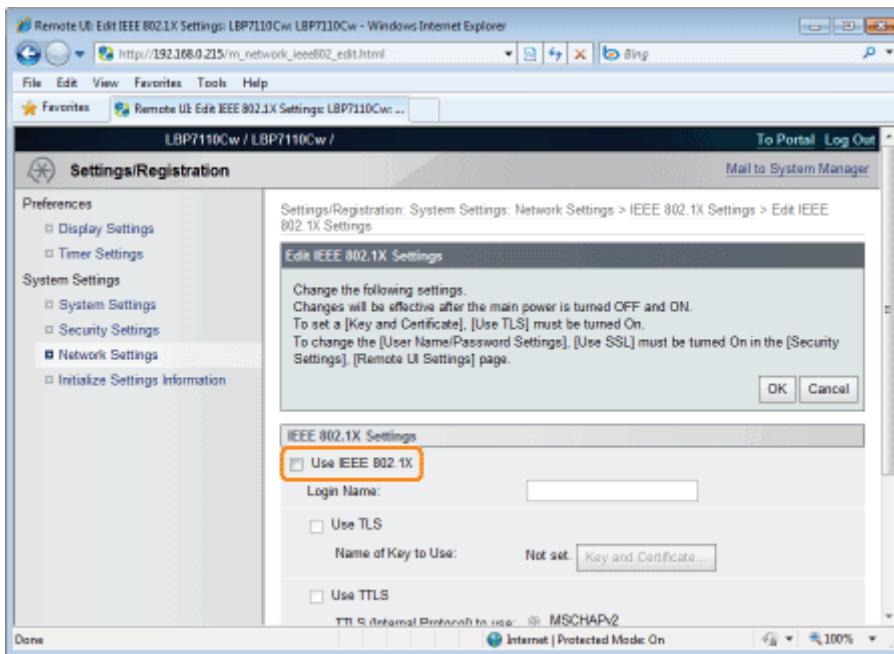 Remote UI: Edit IEEE 802.1X Settings: LBP7110Cw: LBP7110Cw - Windows Internet Explorer
http://192.168.0.215/m_network_ieee802_edit.html
Bing
File Edit View Favorites Tools Help
Favorites Remote UI: Edit IEEE 802.1X Settings: LBP7110Cw: ...
LBP7110Cw / LBP7110Cw /
To Portal Log Out
Settings/Registration
Mail to System Manager
Preferences
Display Settings
Timer Settings
System Settings
System Settings
Security Settings
Network Settings
Initialize Settings Information
Settings/Registration: System Settings: Network Settings > IEEE 802.1X Settings > Edit IEEE
802.1X Settings
Edit IEEE 802.1X Settings
Change the following settings.
Changes will be effective after the main power is turned OFF and ON.
To set a [Key and Certificate], [Use TLS] must be turned On.
To change the [User Name/Password Settings], [Use SSL] must be turned On in the [Security
Settings], [Remote UI Settings] page.
OK Cancel
IEEE 802.1X Settings
Use IEEE 802.1X
Login Name:
Use TLS
Name of Key to Use: Not set. Key and Certificate...
Use TTLS
TTLS (Internal Protocol) to use: MSCHAPv2
Done
Internet | Protected Mode: On
100%